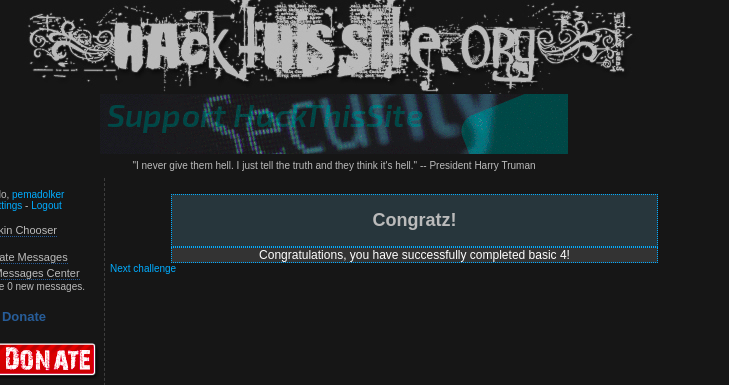 HackThisSite.ORG
Support HackThisSite
Security
"I never give them hell. I just tell the truth and they think it's hell." -- President Harry Truman
lo, pemadolker
ttings - Logout
kin Chooser
ate Messages
Messages Center
e 0 new messages.
Donate
DONATE
Congratz!
Congratulations, you have successfully completed basic 4!
Next challenge